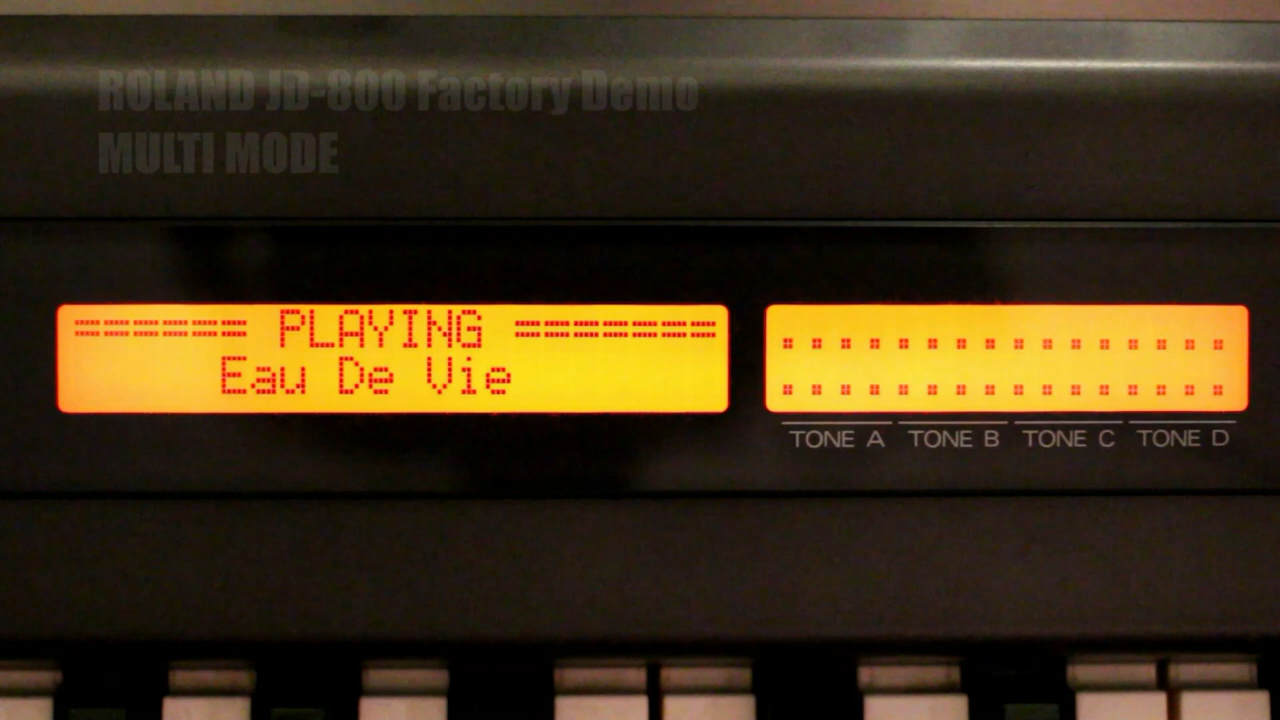 ROLAND JD-800 Factory Demo
MULTI MODE
====== PLAYING =======
Eau De Vie
TONE A TONE B TONE C TONE D